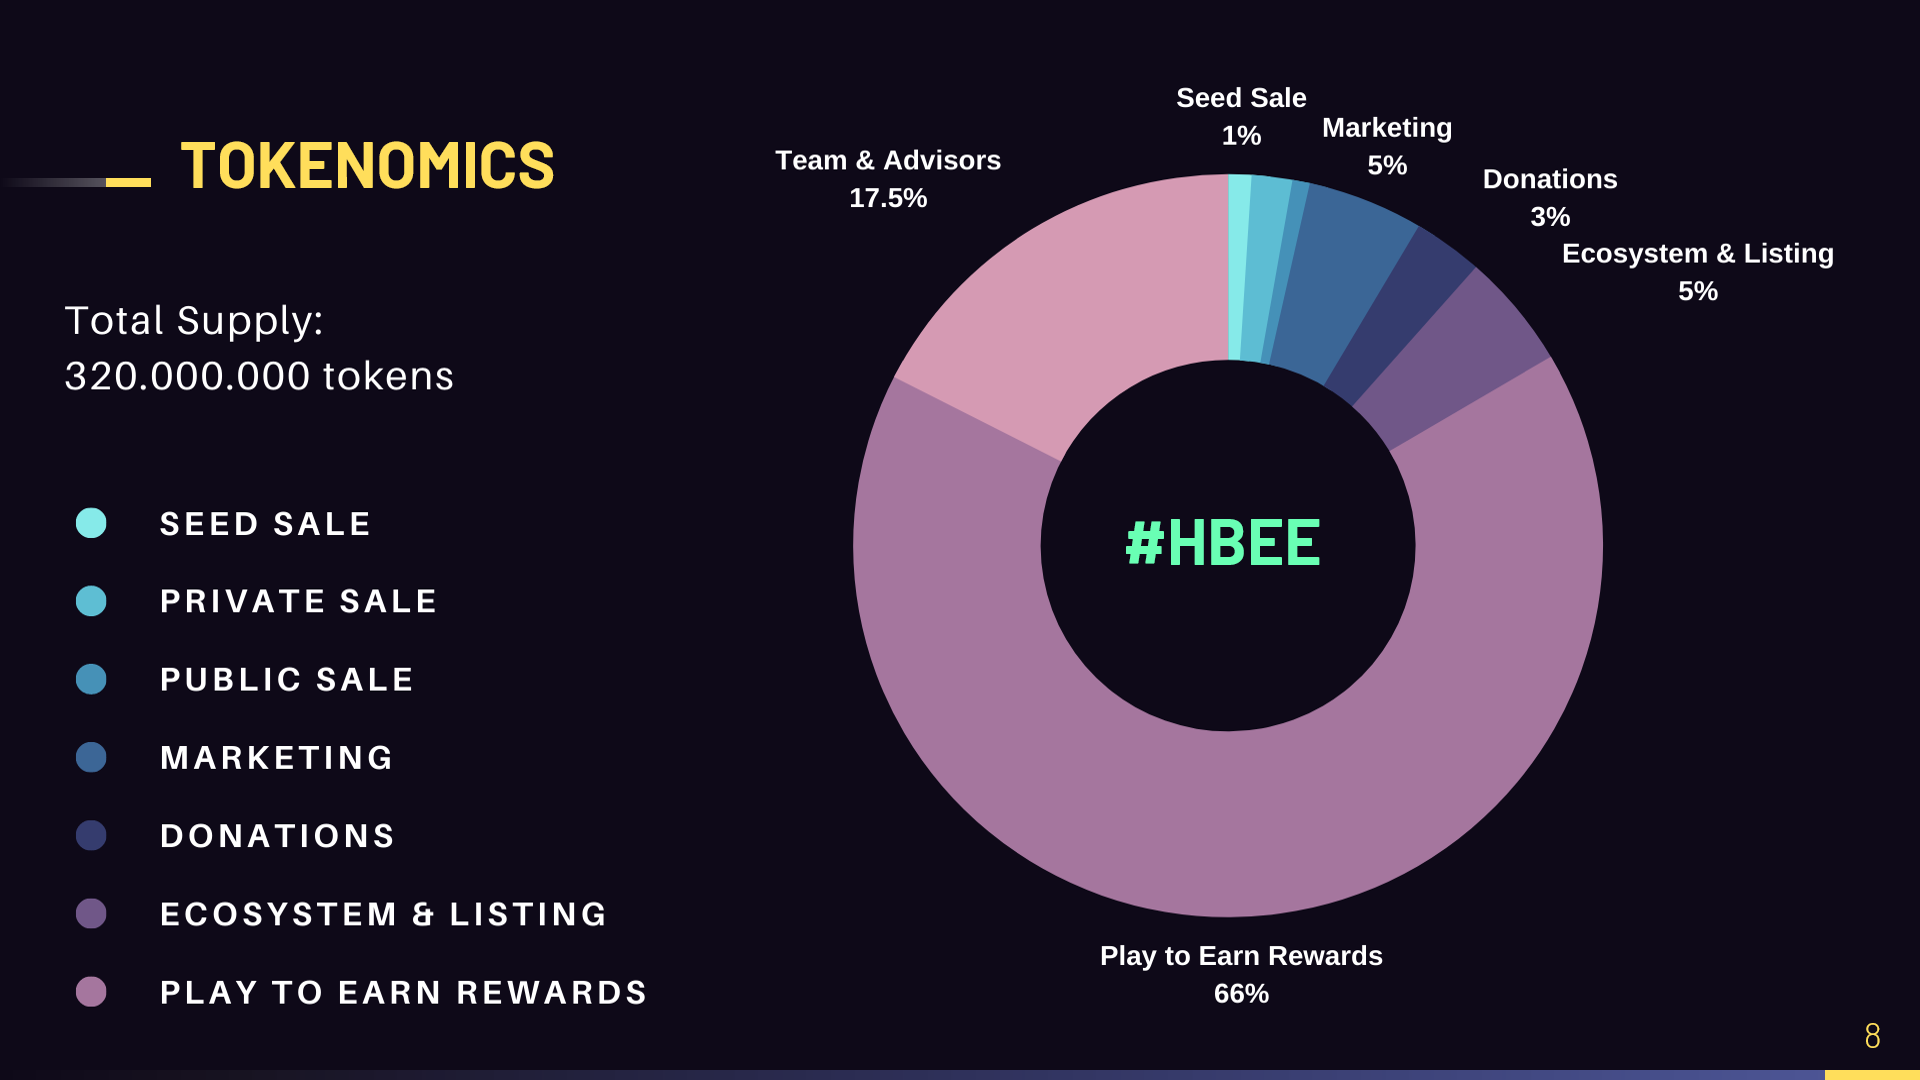 TOKENOMICS
Total Supply:
320.000.000 tokens
SEED SALE
PRIVATE SALE
PUBLIC SALE
MARKETING
DONATIONS
ECOSYSTEM & LISTING
PLAY TO EARN REWARDS
Seed Sale
1%
Marketing
5%
Donations
3%
Ecosystem & Listing
5%
Team & Advisors
17.5%
#HBEE
Play to Earn Rewards
66%
8